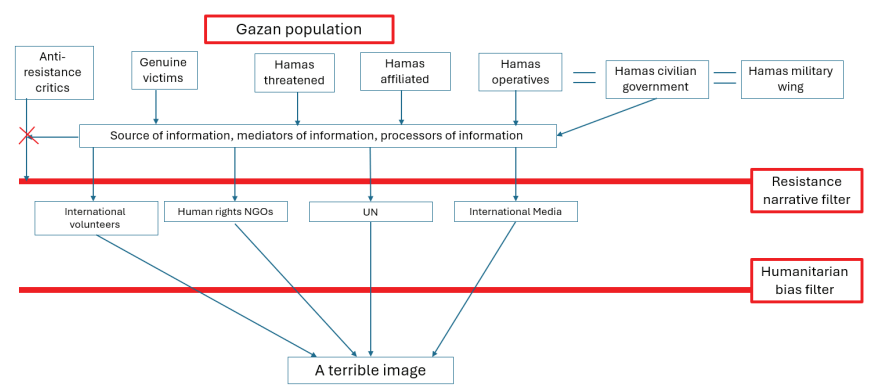 Gazan population
Anti-
resistance
critics
Genuine
victims
Hamas
threatened
Hamas
affiliated
Hamas
operatives
Hamas civilian
government
Hamas military
wing
Source of information, mediators of information, processors of information
Resistance
narrative filter
International
volunteers
Human rights NGOs
UN
International Media
Humanitarian
bias filter
A terrible image